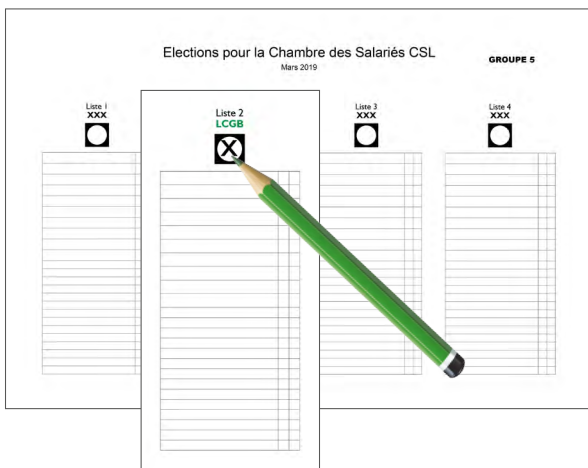 Elections pour la Chambre des Salariés CSL
Mars 2019
GROUPE 5
Liste 1
XXX
Liste 2
LCGB
X
Liste 3
XXX
Liste 4
XXX